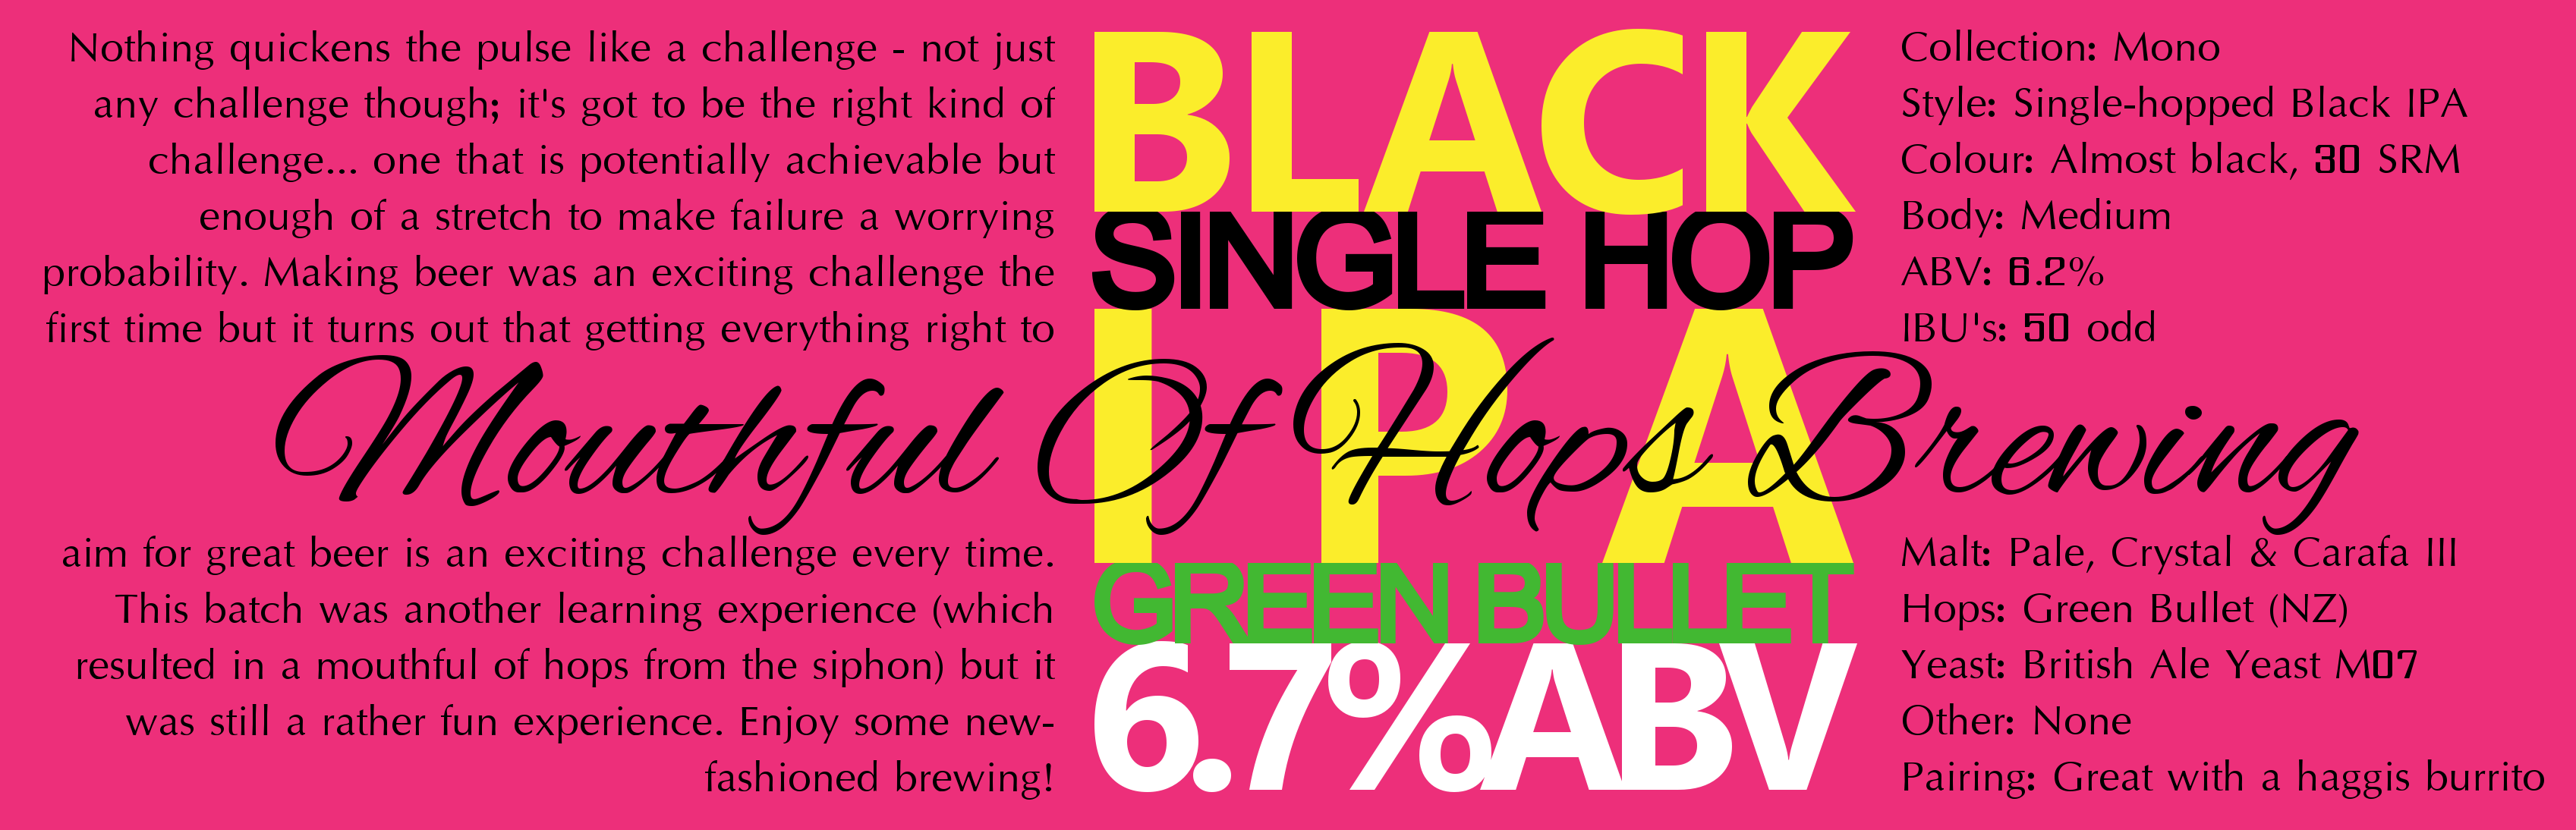 Nothing quickens the pulse like a challenge - not just
any challenge though; it's got to be the right kind of
challenge... one that is potentially achievable but
enough of a stretch to make failure a worrying
probability. Making beer was an exciting challenge the
first time but it turns out that getting everything right to
aim for great beer is an exciting challenge every time.
This batch was another learning experience (which
resulted in a mouthful of hops from the siphon) but it
was still a rather fun experience. Enjoy some new-
fashioned brewing!
BLACK
SINGLE HOP
IPA
Mouthful Of Hops Brewing
GREEN BULLET
6.7%ABV
Collection: Mono
Style: Single-hopped Black IPA
Colour: Almost black, 30 SRM
Body: Medium
ABV: 6.2%
IBU's: 50 odd
Malt: Pale, Crystal & Carafa III
Hops: Green Bullet (NZ)
Yeast: British Ale Yeast M07
Other: None
Pairing: Great with a haggis burrito